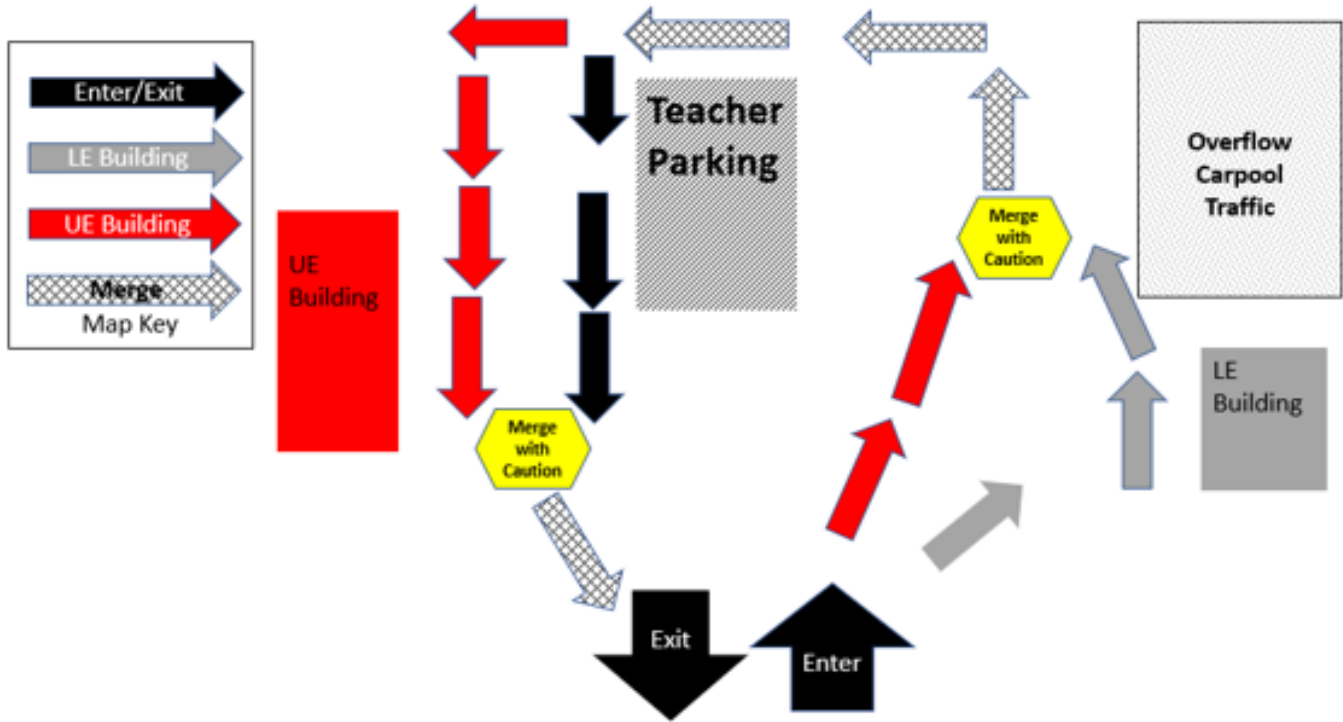 Enter/Exit
LE Building
UE Building
Merge
Map Key
UE
Building
Teacher
Parking
Merge
with
Caution
Merge
with
Caution
Overflow
Carpool
Traffic
LE
Building
Exit
Enter